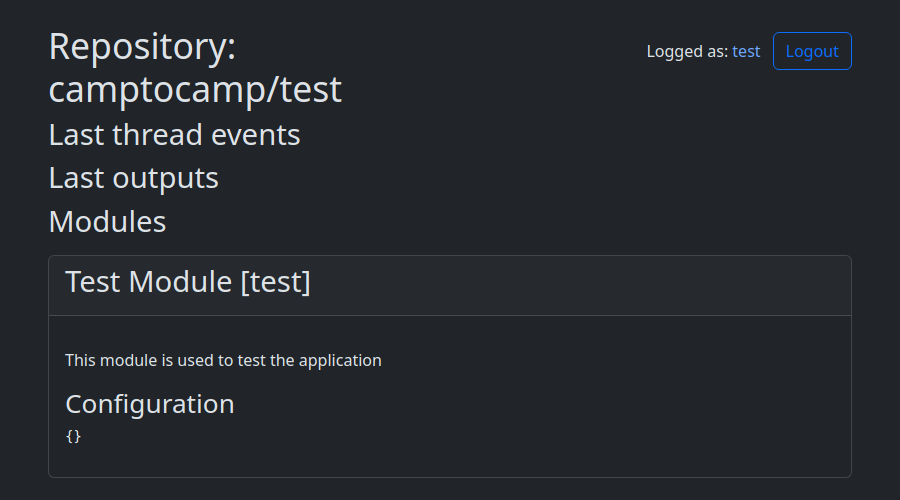 Repository:
camptocamp/test
Logged as: test Logout
Last thread events
Last outputs
Modules
Test Module [test]
This module is used to test the application
Configuration
{}